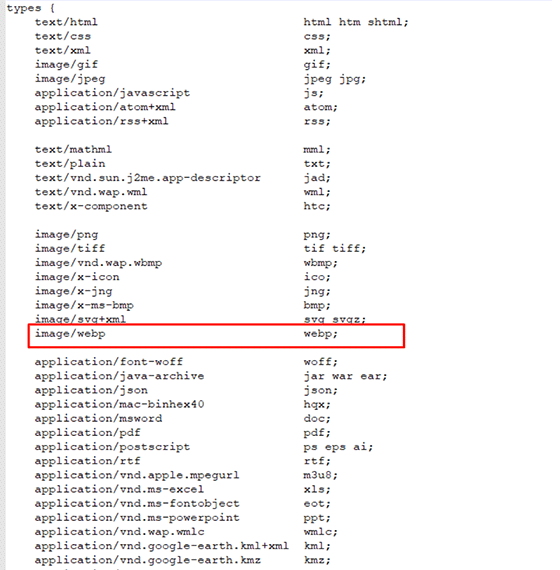 types {
text/html html htm shtml;
text/css css;
text/xml xml;
image/gif gif;
image/jpeg jpeg jpg;
application/javascript js;
application/atom+xml atom;
application/rss+xml rss;
text/mathml mml;
text/plain txt;
text/vnd.sun.j2me.app-descriptor jad;
text/vnd.wap.wml wml;
text/x-component htc;
image/png png;
image/tiff tif tiff;
image/vnd.wap.wbmp wbmp;
image/x-icon ico;
image/x-jng jng;
image/x-ms-bmp bmp;
image/svg+xml svg svgz;
image/webp webp;
application/font-woff woff;
application/java-archive jar war ear;
application/json json;
application/mac-binhex40 hqx;
application/msword doc;
application/pdf pdf;
application/postscript ps eps ai;
application/rtf rtf;
application/vnd.apple.mpegurl m3u8;
application/vnd.ms-excel xls;
application/vnd.ms-fontobject eot;
application/vnd.ms-powerpoint ppt;
application/vnd.wap.wmlc wmlc;
application/vnd.google-earth.kml+xml kml;
application/vnd.google-earth.kmz kmz;